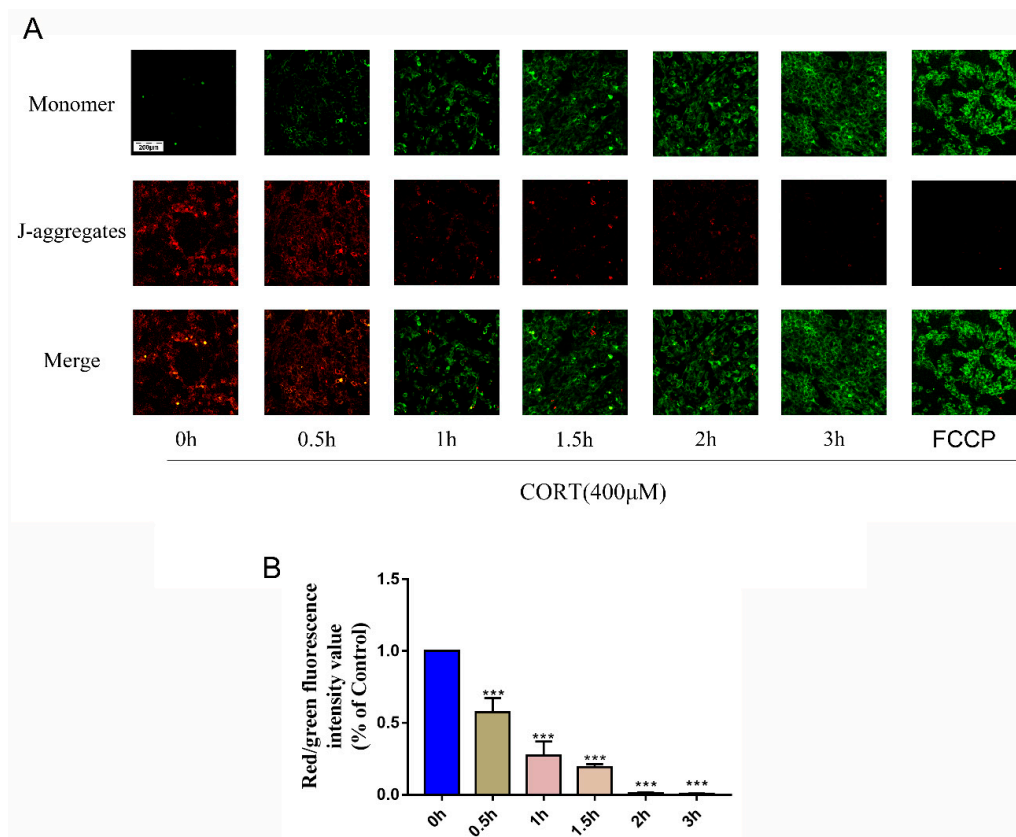 A
Monomer
200μm
J-aggregates
Merge
0h 0.5h 1h 1.5h 2h 3h FCCP
CORT(400μM)
B
Red/green fluorescence
intensity value
(% of Control)
1.5
1.0
0.5
0.0
*** *** *** *** ***
0h 0.5h 1h 1.5h 2h 3h